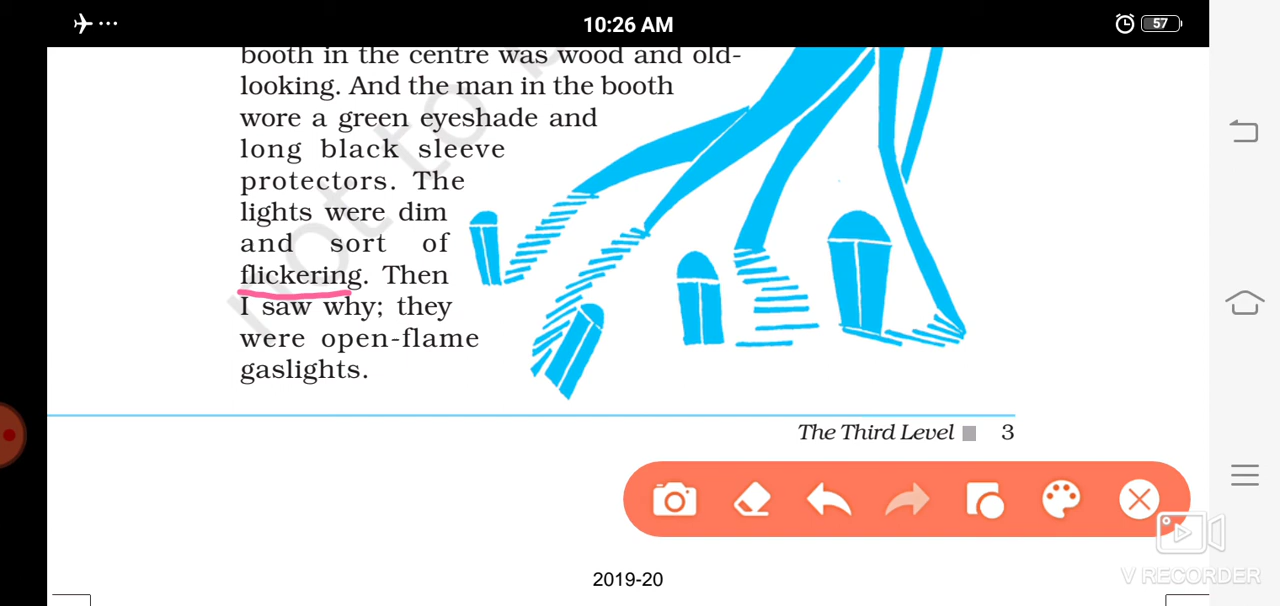 10:26 AM
57
booth in the centre was wood and old-
looking. And the man in the booth
wore a green eyeshade and
long black sleeve
protectors. The
lights were dim
and sort of
flickering. Then
I saw why; they
were open-flame
gaslights.
The Third Level 3
V RECORDER
2019-20
not to